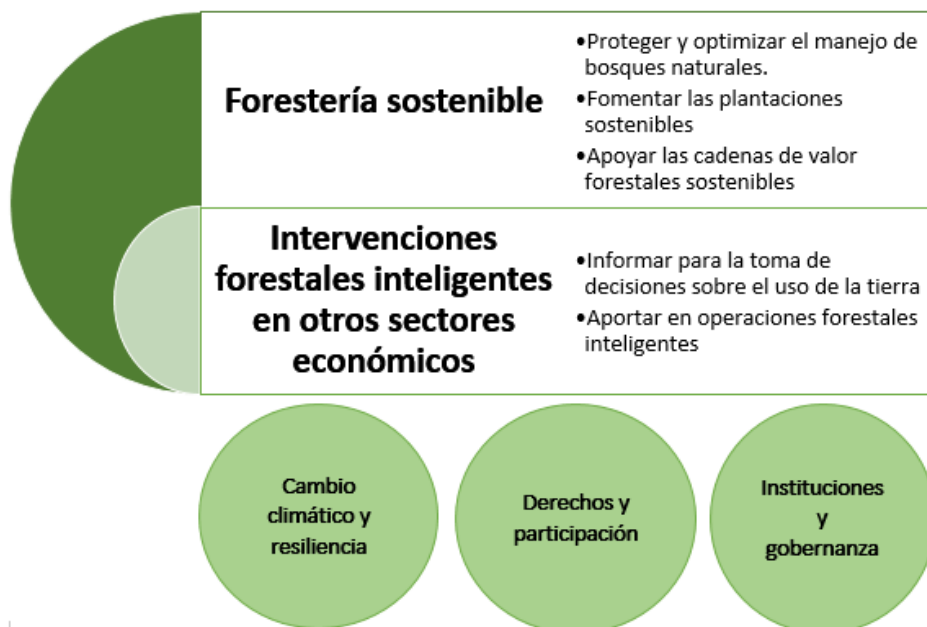 Forestería sostenible
•Proteger y optimizar el manejo de
bosques naturales.
•Fomentar las plantaciones
sostenibles
•Apoyar las cadenas de valor
forestales sostenibles
Intervenciones
forestales inteligentes
en otros sectores
económicos
•Informar para la toma de
decisiones sobre el uso de la tierra
•Aportar en operaciones forestales
inteligentes
Cambio
climático y
resiliencia
Derechos y
participación
Instituciones
y
gobernanza